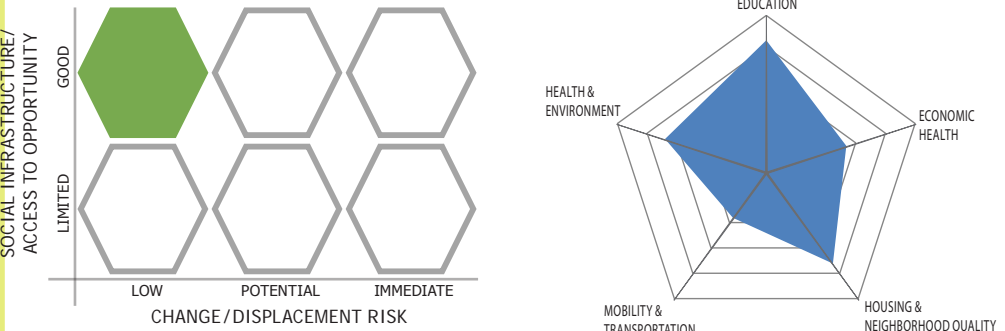 SOCIAL INFRASTRUCTURE/
ACCESS TO OPPORTUNITY
GOOD
LIMITED
LOW
POTENTIAL
IMMEDIATE
CHANGE/DISPLACEMENT RISK
EDUCATION
HEALTH &
ENVIRONMENT
ECONOMIC
HEALTH
MOBILITY &
TRANSPORTATION
HOUSING &
NEIGHBORHOOD QUALITY